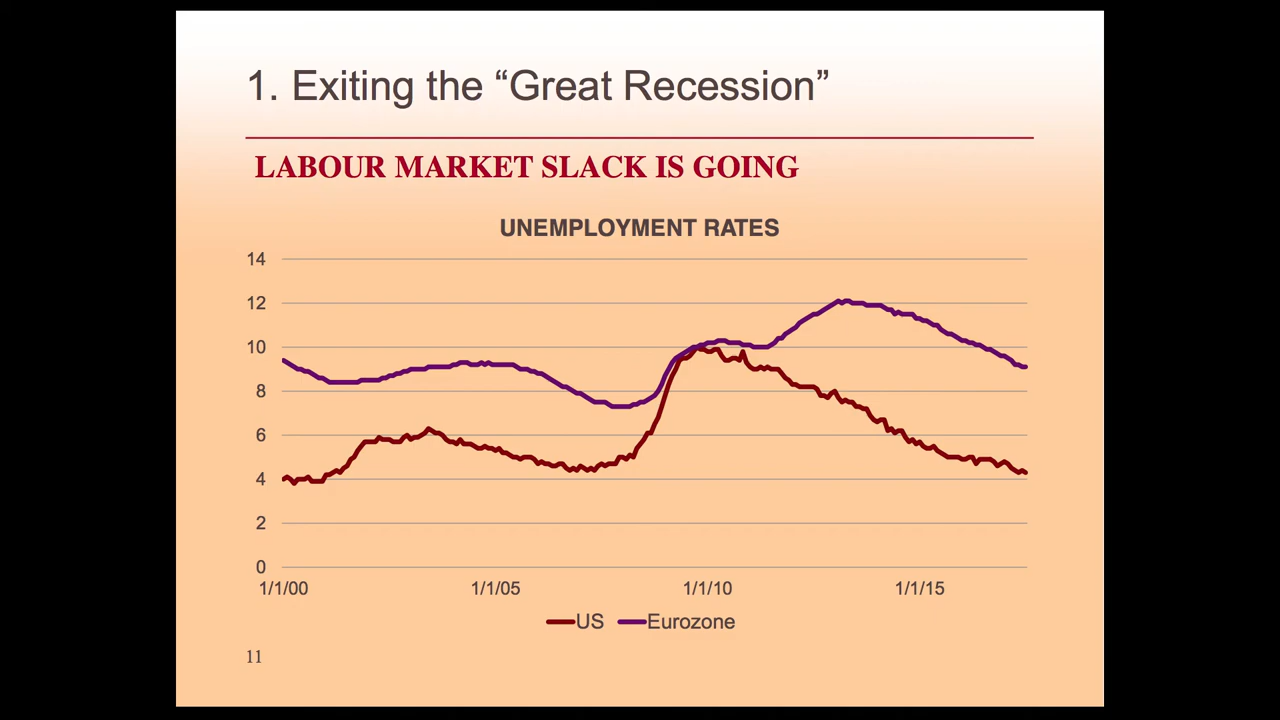 1. Exiting the “Great Recession”
LABOUR MARKET SLACK IS GOING
UNEMPLOYMENT RATES
14
12
10
8
6
4
2
0
1/1/00 1/1/05 1/1/10 1/1/15
US Eurozone
11